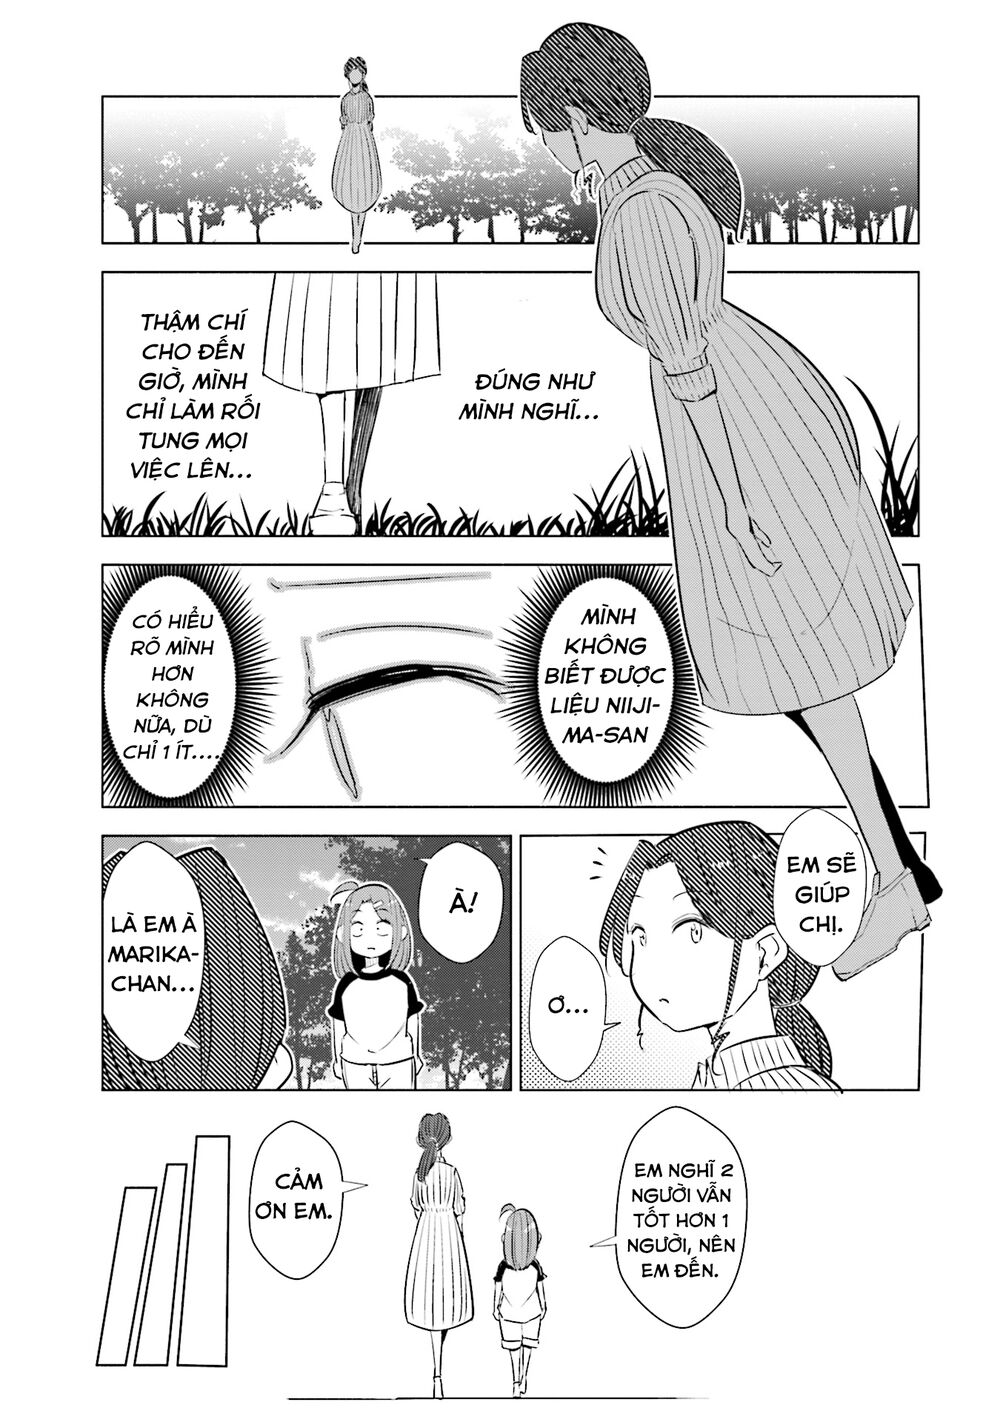 ĐÚNG NHƯ
MÌNH NGHĨ...
THẬM CHÍ
CHO ĐẾN
GIỜ, MÌNH
CHỈ LÀM RỐI
TUNG MỌI
VIỆC LÊN...
MÌNH
KHÔNG
BIẾT ĐƯỢC
LIỆU NIIJI-
MA-SAN
CÓ HIỂU
RÕ MÌNH
HƠN
KHÔNG
NỮA, DÙ
CHỈ 1 ÍT....
EM SẼ
GIÚP
CHỊ.
Ơ...
À!
LÀ EM À
MARIKA-
CHAN...
EM NGHĨ 2
NGƯỜI VẪN
TỐT HƠN 1
NGƯỜI, NÊN
EM ĐẾN.
CẢM
ƠN EM.